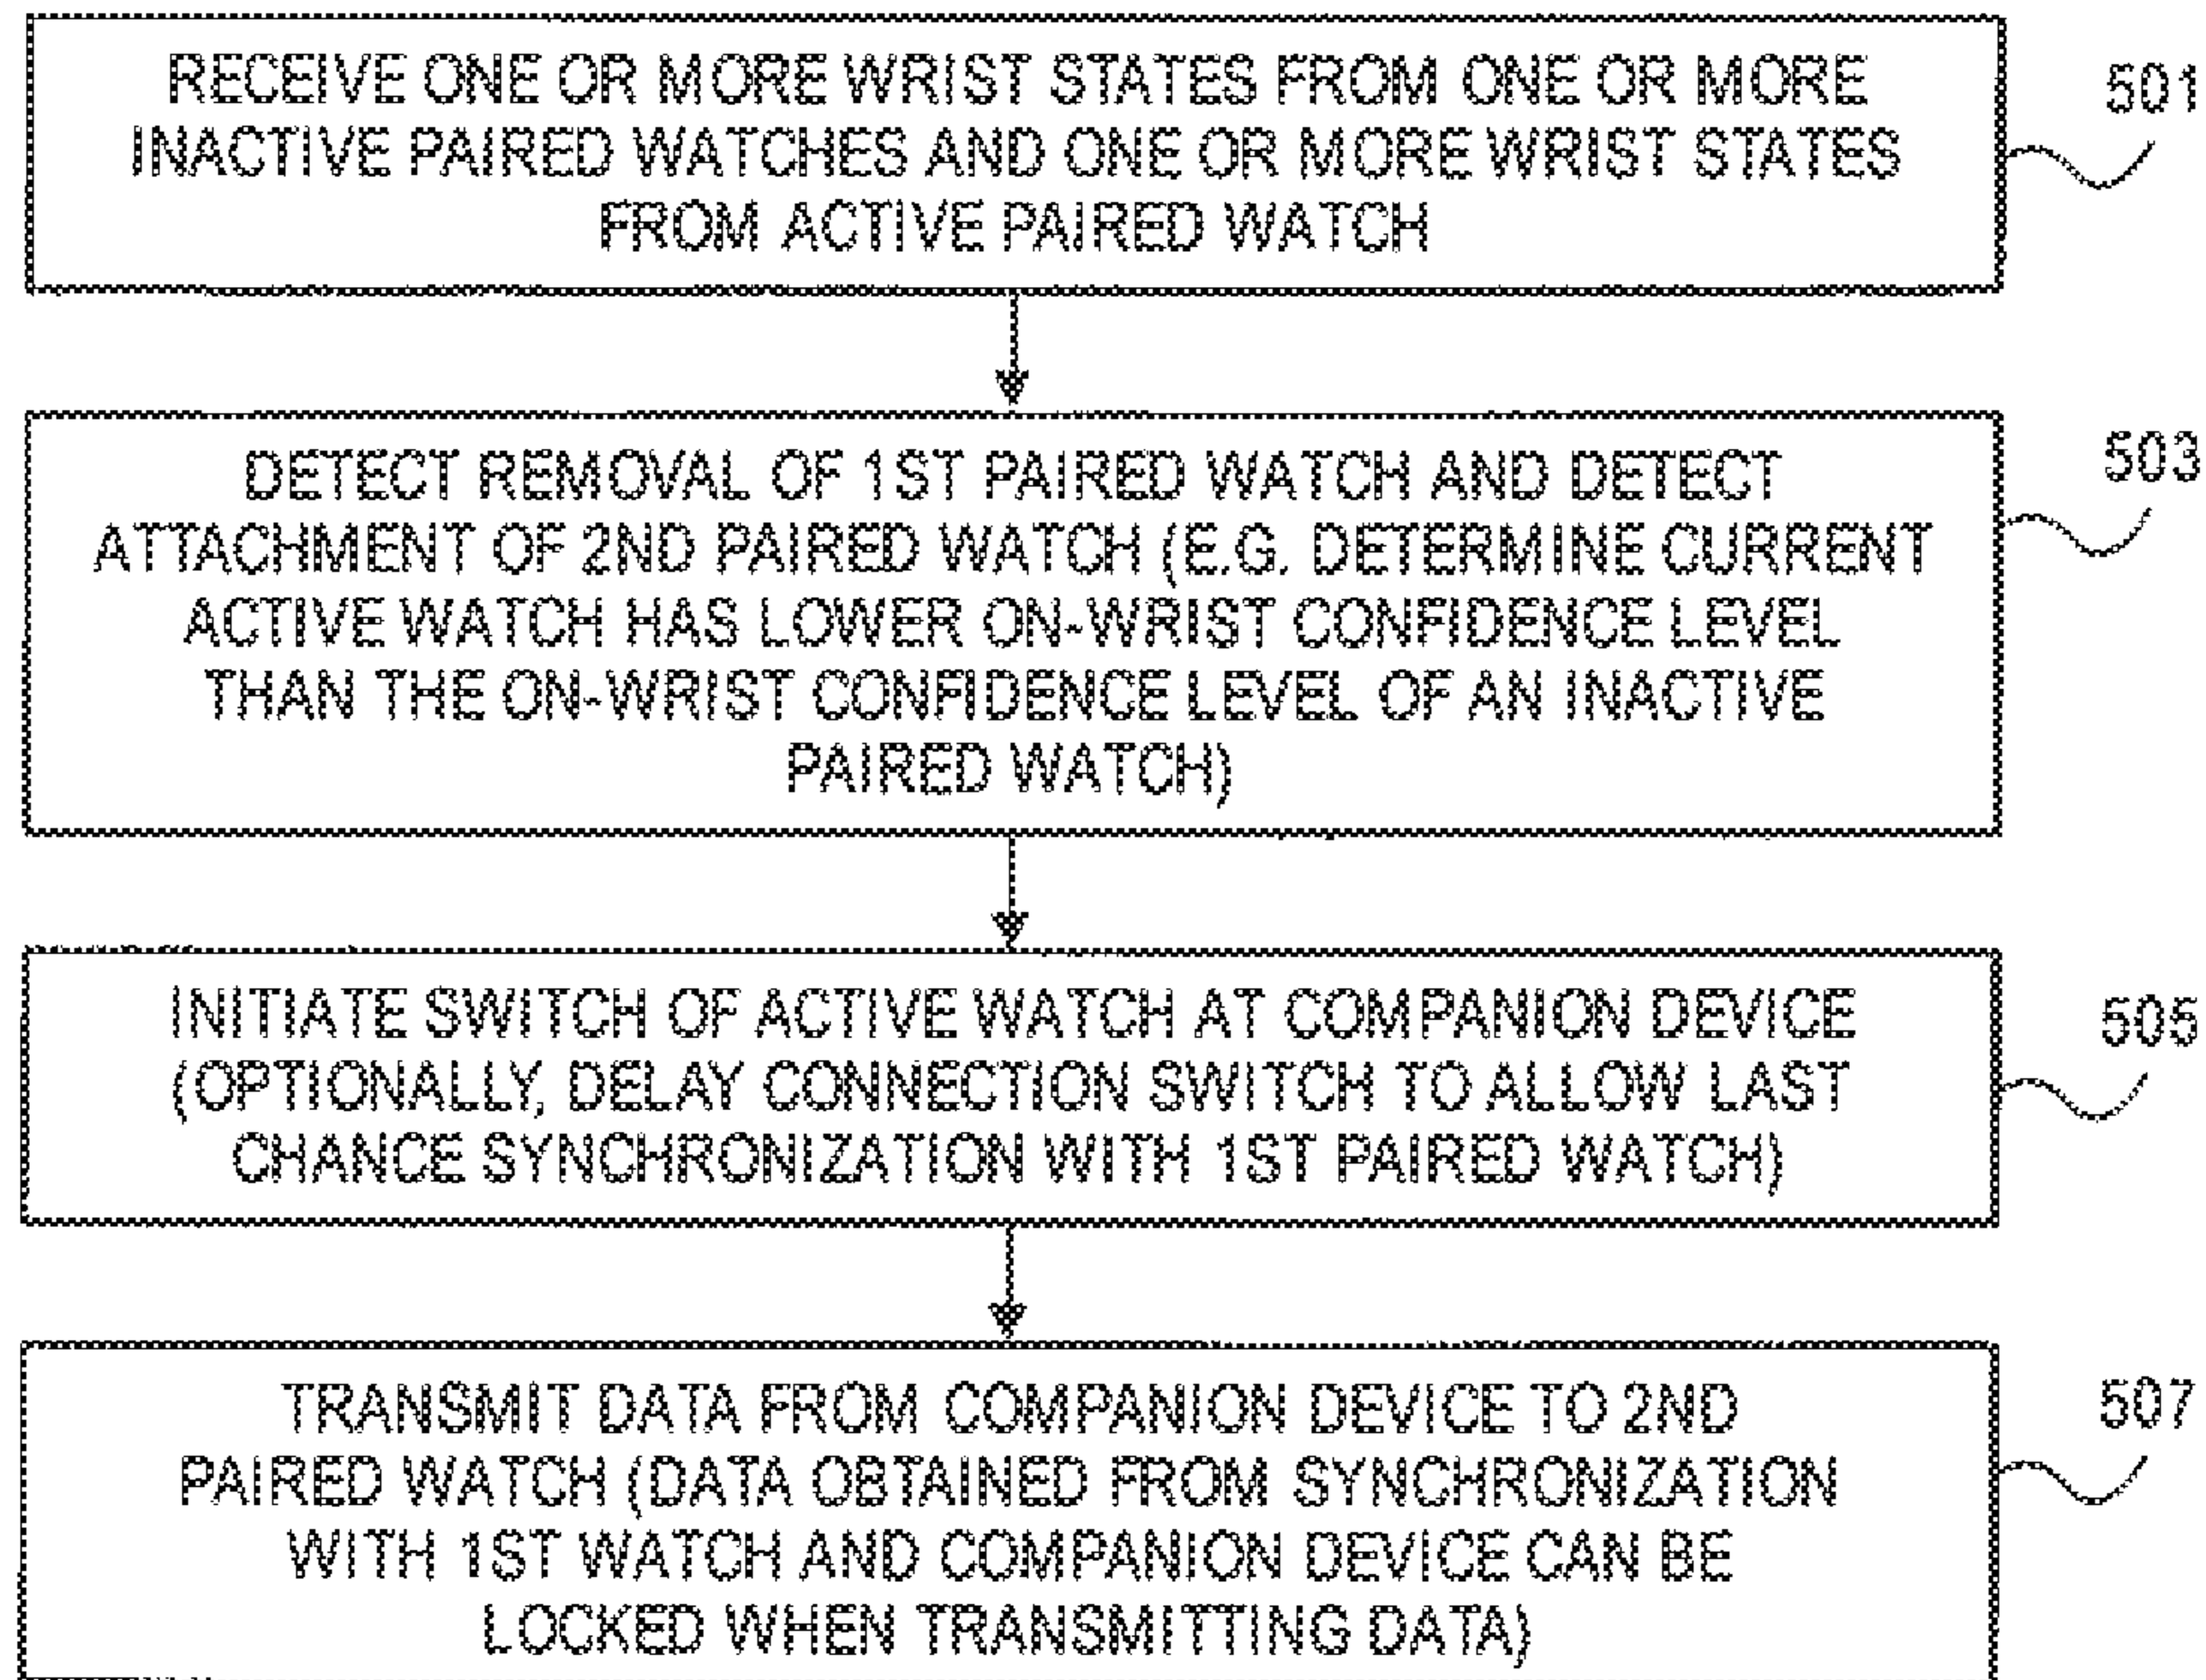 RECEIVE ONE OR MORE WRIST STATES FROM ONE OR MORE
INACTIVE PAIRED WATCHES AND ONE OR MORE WRIST STATES
FROM ACTIVE PAIRED WATCH
501
DETECT REMOVAL OF 1ST PAIRED WATCH AND DETECT
ATTACHMENT OF 2ND PAIRED WATCH (E.G. DETERMINE CURRENT
ACTIVE WATCH HAS LOWER ON-WRIST CONFIDENCE LEVEL
THAN THE ON-WRIST CONFIDENCE LEVEL OF AN INACTIVE
PAIRED WATCH)
503
INITIATE SWITCH OF ACTIVE WATCH AT COMPANION DEVICE
(OPTIONALLY, DELAY CONNECTION SWITCH TO ALLOW LAST
CHANCE SYNCHRONIZATION WITH 1ST PAIRED WATCH)
505
TRANSMIT DATA FROM COMPANION DEVICE TO 2ND
PAIRED WATCH (DATA OBTAINED FROM SYNCHRONIZATION
WITH 1ST WATCH AND COMPANION DEVICE CAN BE
LOCKED WHEN TRANSMITTING DATA)
507